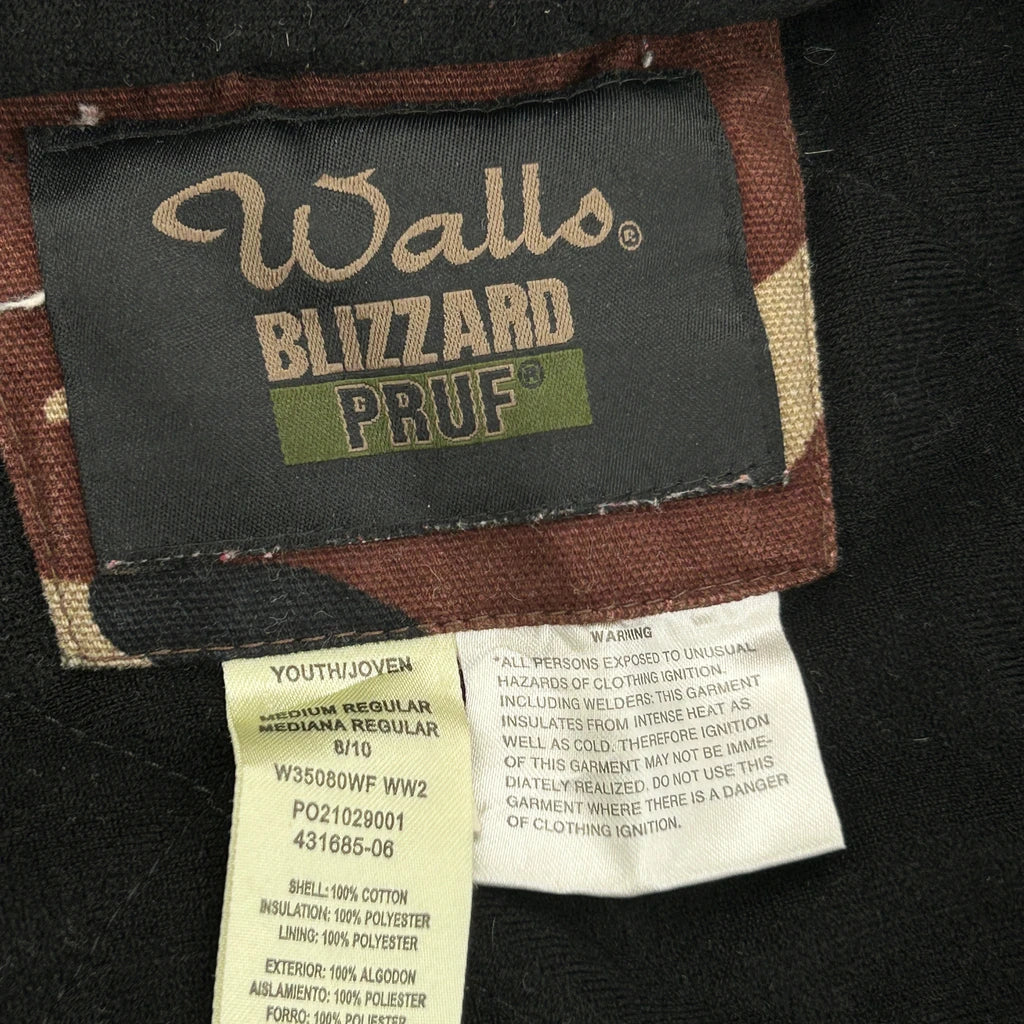 Walls®
BLIZZARD
PRUF®
YOUTH/JOVEN
MEDIUM REGULAR
MEDIANA REGULAR
8/10
W35080WF WW2
PO21029001
431685-06
SHELL: 100% COTTON
INSULATION: 100% POLYESTER
LINING: 100% POLYESTER
EXTERIOR: 100% ALGODON
AISLAMIENTO: 100% POLIESTER
FORRO: 100% POLIESTER
WARNING
*ALL PERSONS EXPOSED TO UNUSUAL
HAZARDS OF CLOTHING IGNITION.
INCLUDING WELDERS: THIS GARMENT
INSULATES FROM INTENSE HEAT AS
WELL AS COLD. THEREFORE IGNITION
OF THIS GARMENT MAY NOT BE IMME-
DIATELY REALIZED. DO NOT USE THIS
GARMENT WHERE THERE IS A DANGER
OF CLOTHING IGNITION.